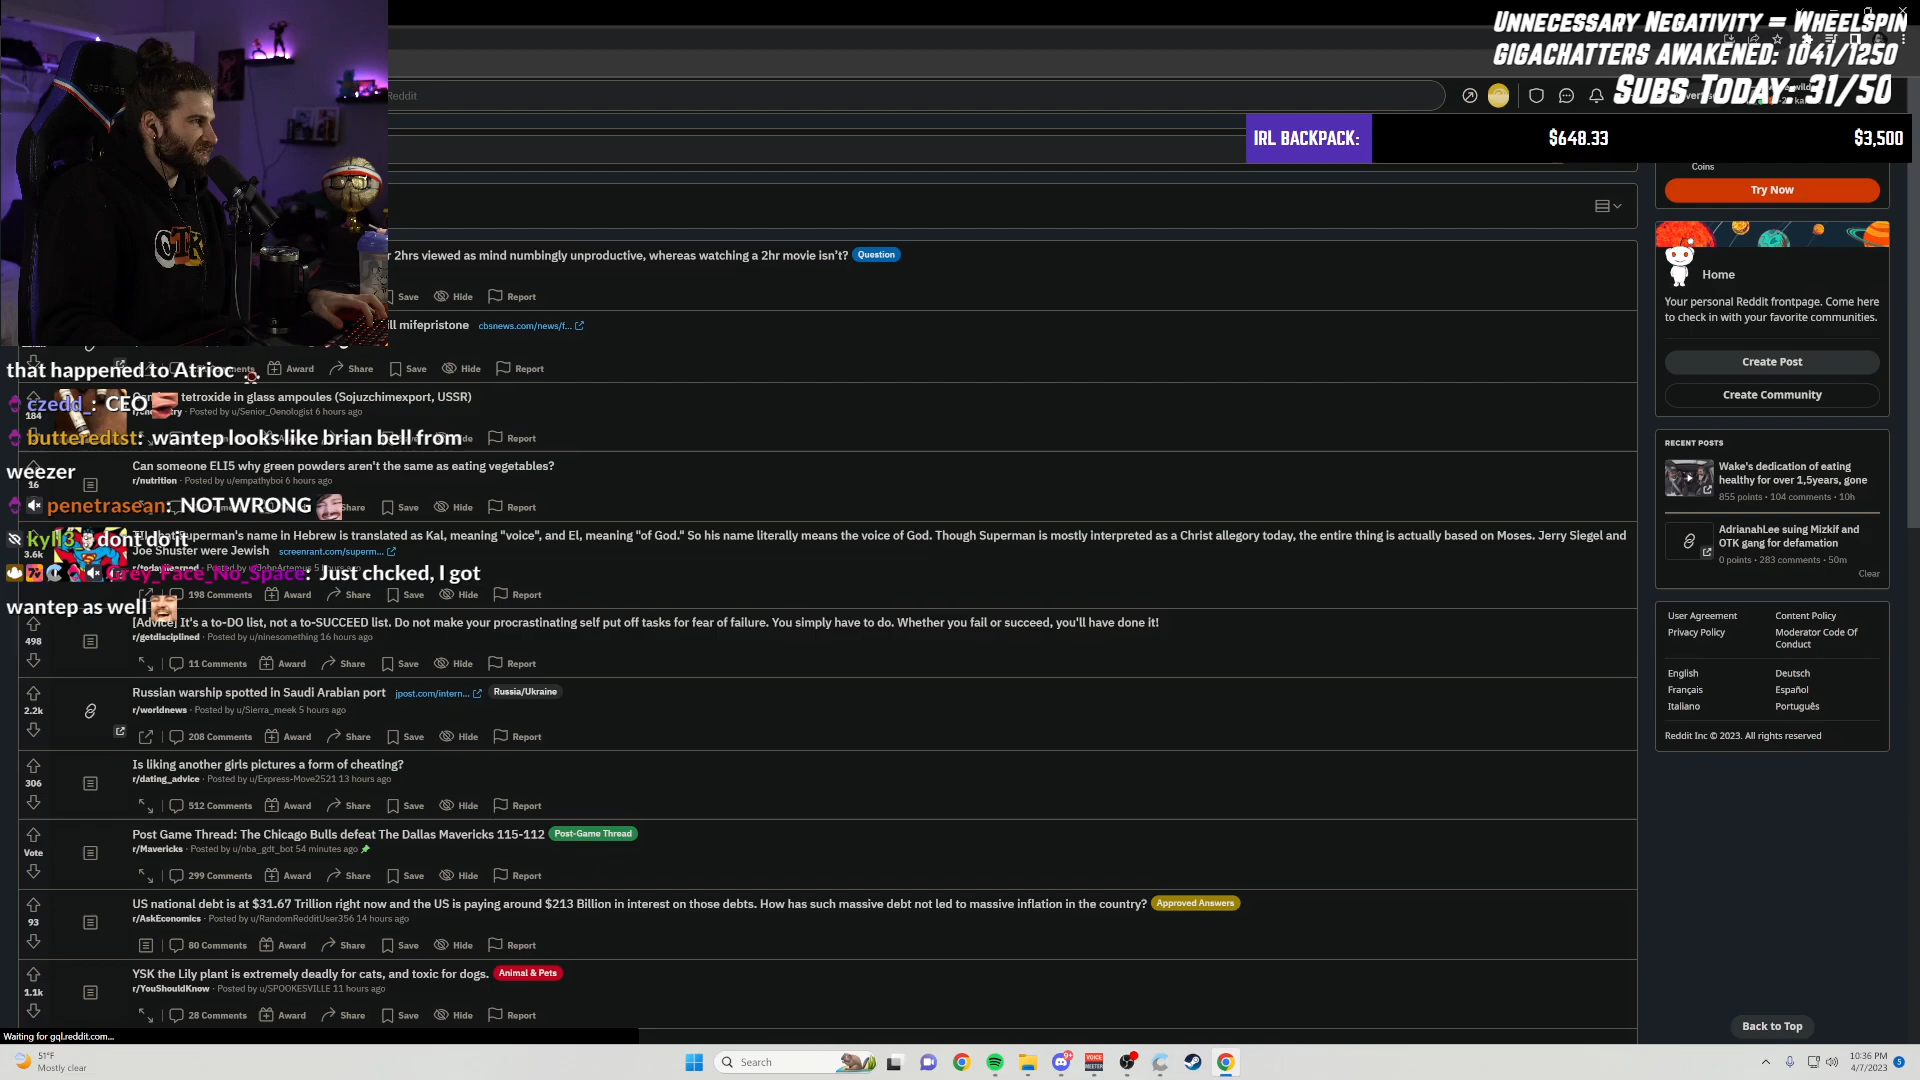 UNNECESSARY NEGATIVITY = WHEELSPIN
GIGACHATTERS AWAKENED: 1041/1250
SUBS TODAY: 31/50
Reddit
IRL BACKPACK: $648.33 $3,500
Coins
Try Now
r 2hrs viewed as mind numbingly unproductive, whereas watching a 2hr movie isn't? Question
Save Hide Report
ill mifepristone cbsnews.com/news/f...
Award Share Save Hide Report
that happened to Atrioc
tetroxide in glass ampoules (Sojuzchimexport, USSR)
Posted by u/Senior_Oenologist 6 hours ago
184
czedd_: CEO
Report
butteredtst: wantep looks like brian bell from
weezer
Can someone ELI5 why green powders aren't the same as eating vegetables?
r/nutrition · Posted by u/empathyboi 6 hours ago
16
Share Save Hide Report
penetrasean: NOT WRONG
Superman's name in Hebrew is translated as Kal, meaning "voice", and El, meaning "of God." So his name literally means the voice of God. Though Superman is mostly interpreted as a Christ allegory today, the entire thing is actually based on Moses. Jerry Siegel and
Joe Shuster were Jewish screenrant.com/superm...
3.6k
kyll3_: dont do it
Grey_Face_No_Space: Just chcked, I got
198 Comments Award Share Save Hide Report
wantep as well
[Advice] It's a to-DO list, not a to-SUCCEED list. Do not make your procrastinating self put off tasks for fear of failure. You simply have to do. Whether you fail or succeed, you'll have done it!
r/getdisciplined · Posted by u/ninesomething 16 hours ago
498
11 Comments Award Share Save Hide Report
Russian warship spotted in Saudi Arabian port jpost.com/intern... Russia/Ukraine
r/worldnews · Posted by u/Sierra_meek 5 hours ago
2.2k
208 Comments Award Share Save Hide Report
Is liking another girls pictures a form of cheating?
r/dating_advice · Posted by u/Express-Move2521 13 hours ago
306
512 Comments Award Share Save Hide Report
Post Game Thread: The Chicago Bulls defeat The Dallas Mavericks 115-112 Post-Game Thread
r/Mavericks · Posted by u/nba_gdt_bot 54 minutes ago
Vote
299 Comments Award Share Save Hide Report
US national debt is at $31.67 Trillion right now and the US is paying around $213 Billion in interest on those debts. How has such massive debt not led to massive inflation in the country? Approved Answers
r/AskEconomics · Posted by u/RandomRedditUser356 14 hours ago
93
80 Comments Award Share Save Hide Report
YSK the Lily plant is extremely deadly for cats, and toxic for dogs. Animal & Pets
r/YouShouldKnow · Posted by u/SPOOKESVILLE 11 hours ago
1.1k
28 Comments Award Share Save Hide Report
Home
Your personal Reddit frontpage. Come here
to check in with your favorite communities.
Create Post
Create Community
RECENT POSTS
Wake's dedication of eating
healthy for over 1,5years, gone
855 points · 104 comments · 10h
AdrianahLee suing Mizkif and
OTK gang for defamation
0 points · 283 comments · 50m
Clear
User Agreement Content Policy
Privacy Policy Moderator Code Of
Conduct
English Deutsch
Français Español
Italiano Português
Reddit Inc © 2023. All rights reserved
Back to Top
Waiting for gql.reddit.com...
51°F
Mostly clear
Search
VOICE
MEETER
9+
10:36 PM
4/7/2023
5